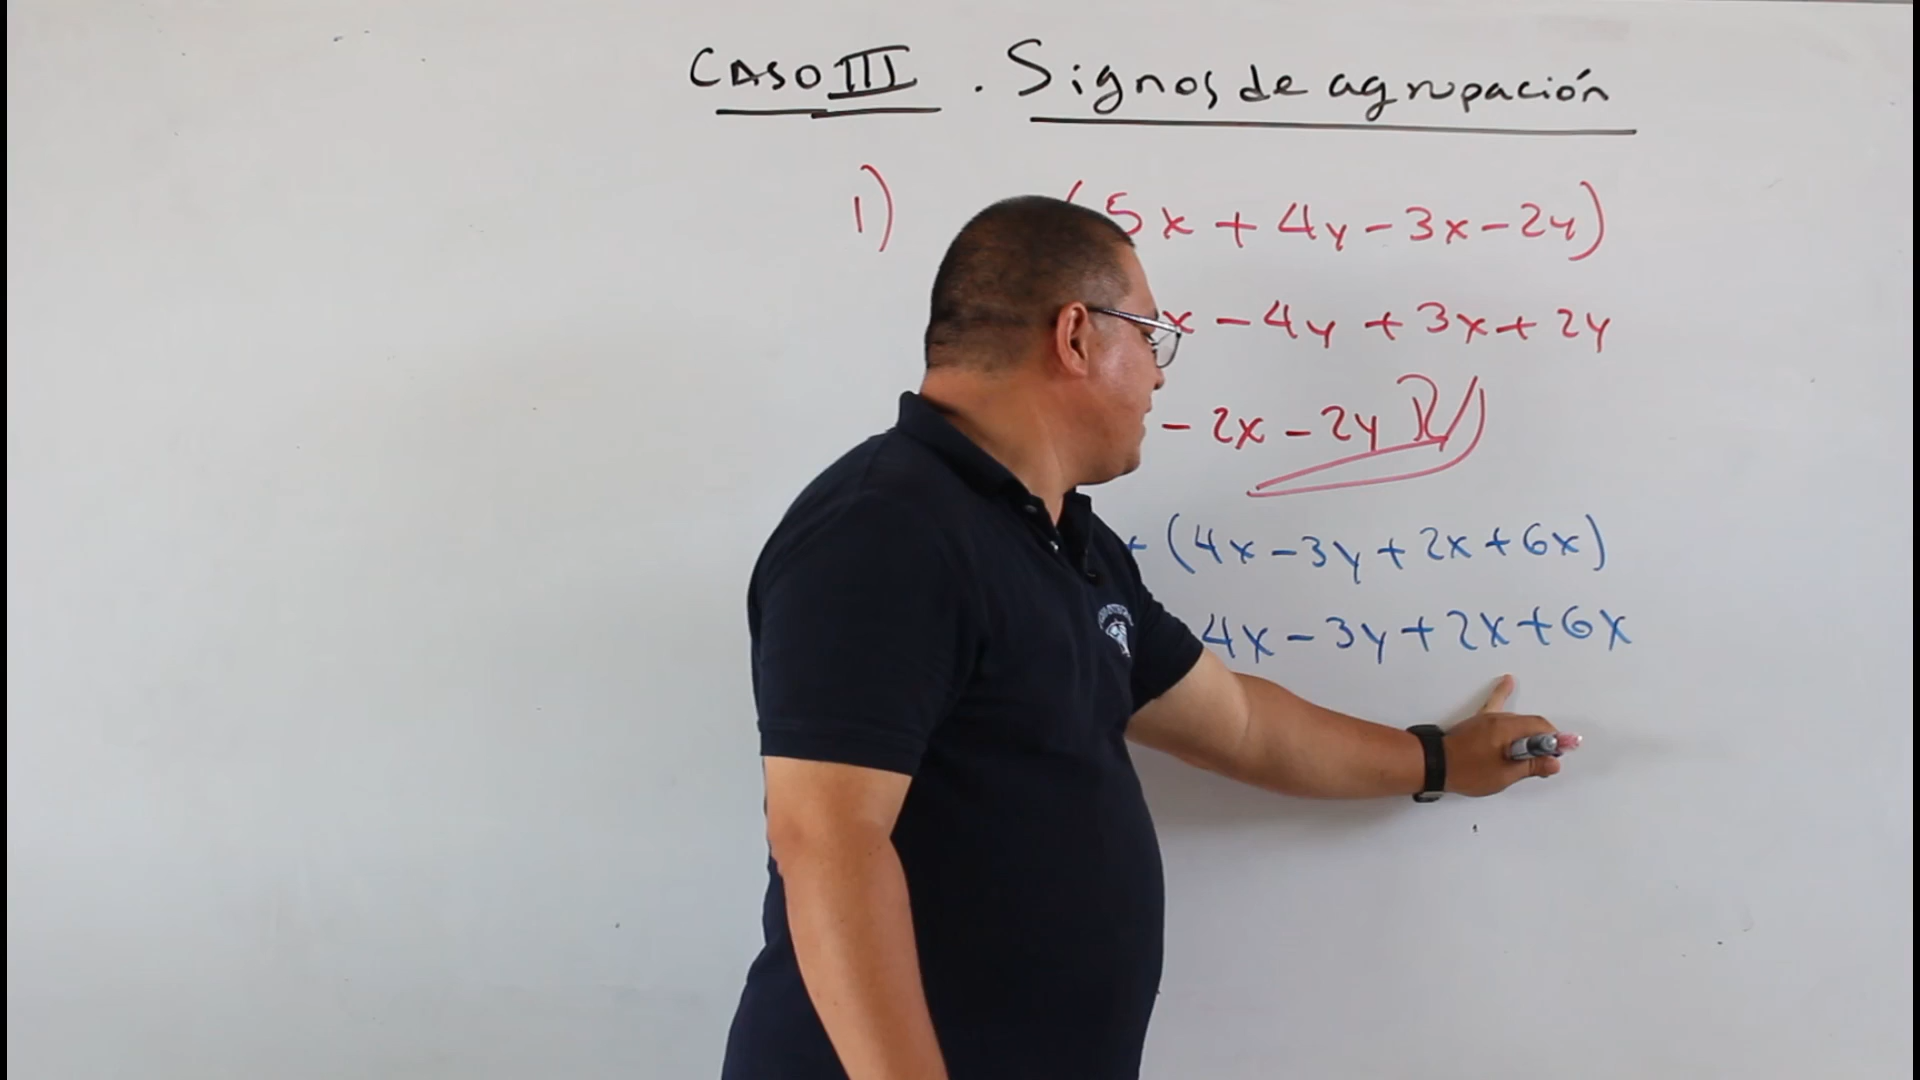 CASO III . Signos de agrupación
1) (5x + 4y - 3x - 2y)
x - 4y + 3x + 2y
- 2x - 2y R//
+ (4x - 3y + 2x + 6x)
4x - 3y + 2x + 6x